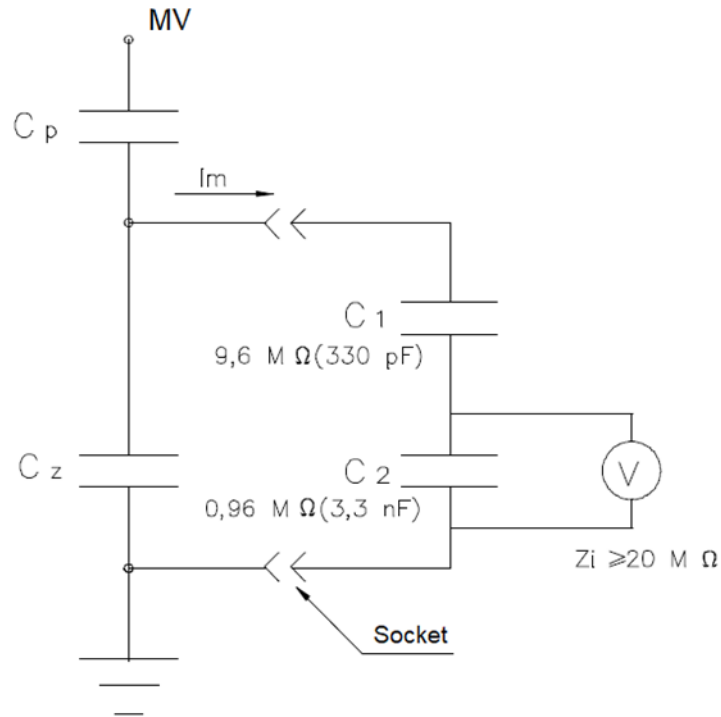 MV
C p
Im
C 1
9,6 M Ω(330 pF)
C z
C 2
V
0,96 M Ω(3,3 nF)
Zi ⩾20 M Ω
Socket